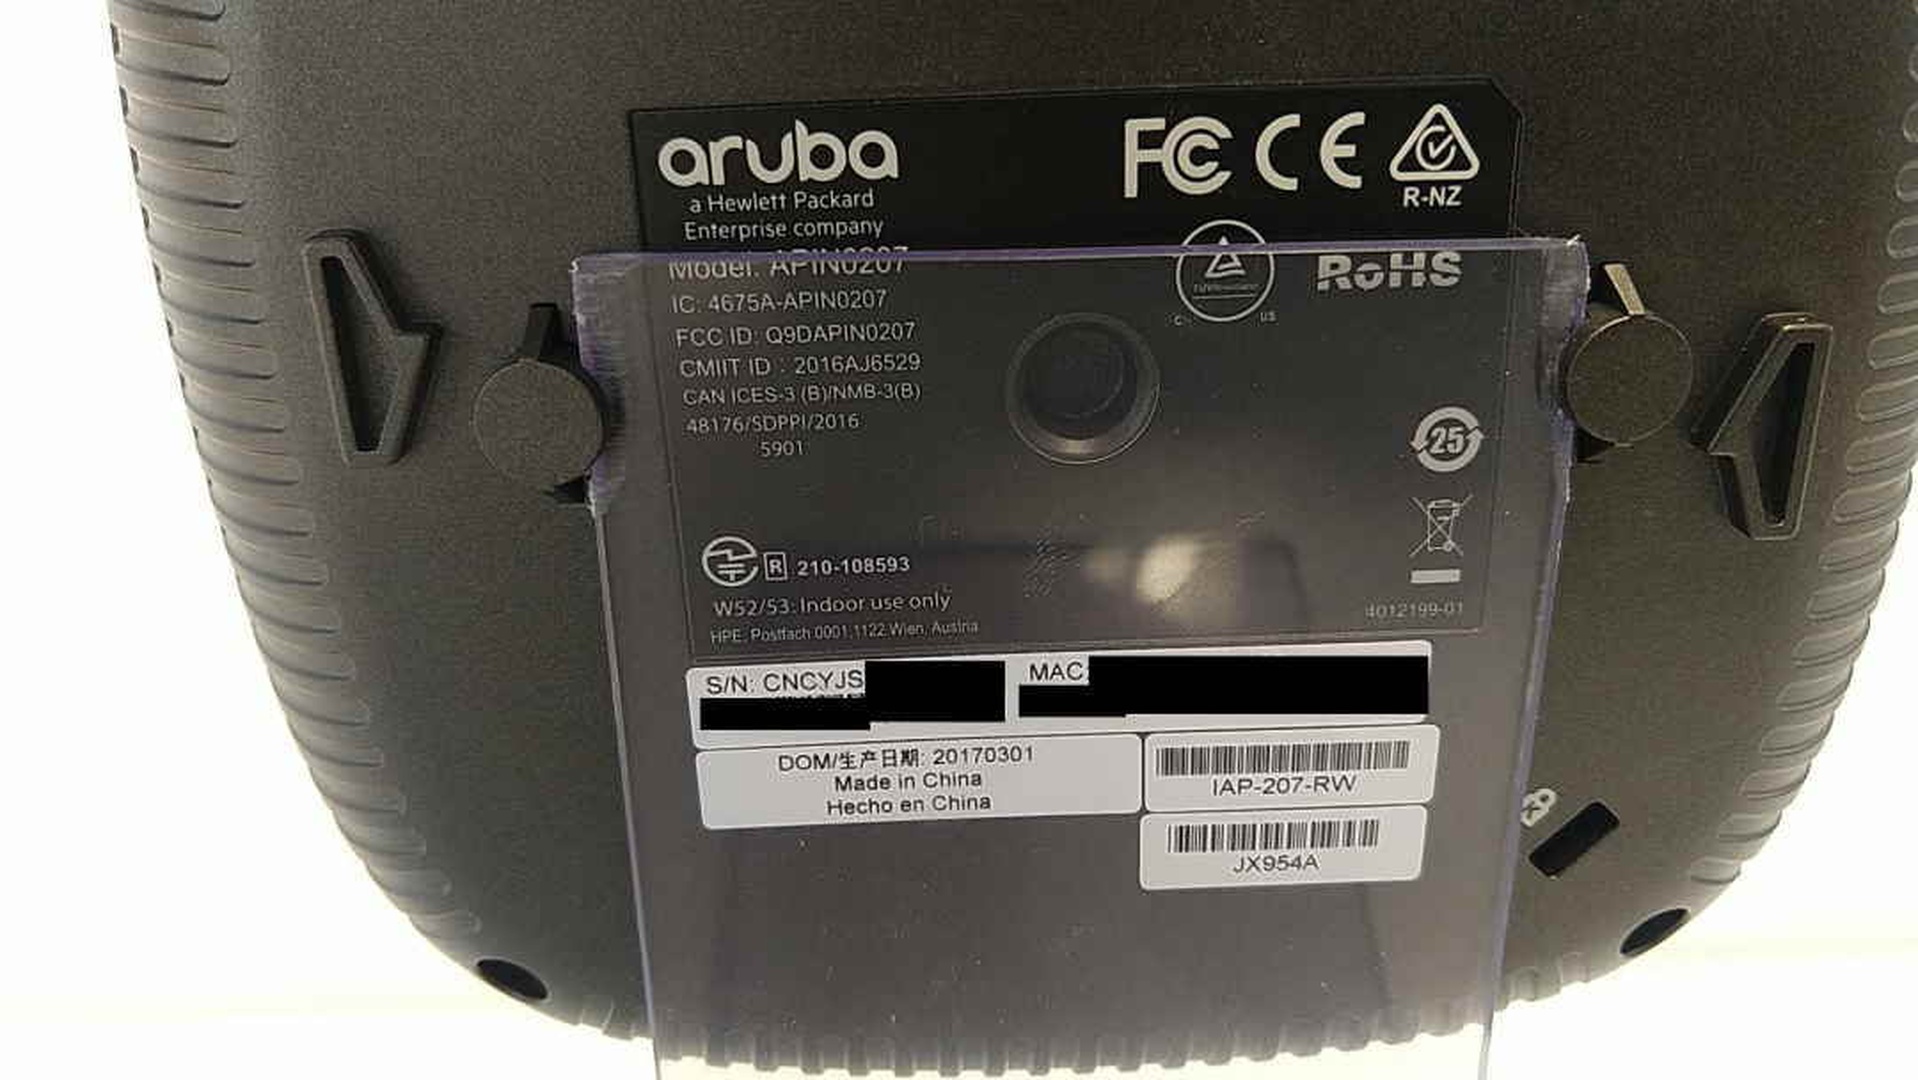 aruba
a Hewlett Packard
Enterprise company
Model: APIN0207
IC: 4675A-APIN0207
FCC ID: Q9DAPIN0207
CMIIT ID : 2016AJ6529
CAN ICES-3 (B)/NMB-3(B)
48176/SDPPI/2016
5901
FCC CE
R-NZ
C US
RoHS
25
R 210-108593
W52/53: Indoor use only
HPE, Postfach 0001,1122 Wien, Austria
4012199-01
S/N: CNCYJS
MAC:
DOM/生产日期: 20170301
Made in China
Hecho en China
IAP-207-RW
JX954A